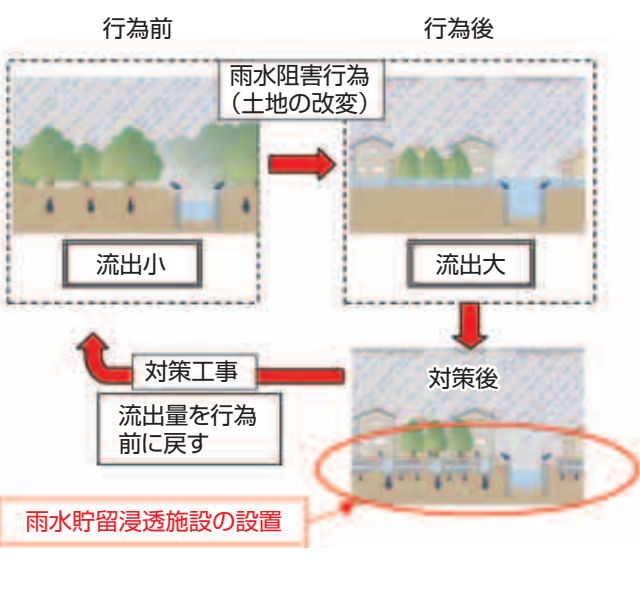 行為前
行為後
雨水阻害行為
（土地の改変）
流出小
流出大
対策工事
対策後
流出量を行為
前に戻す
雨水貯留浸透施設の設置